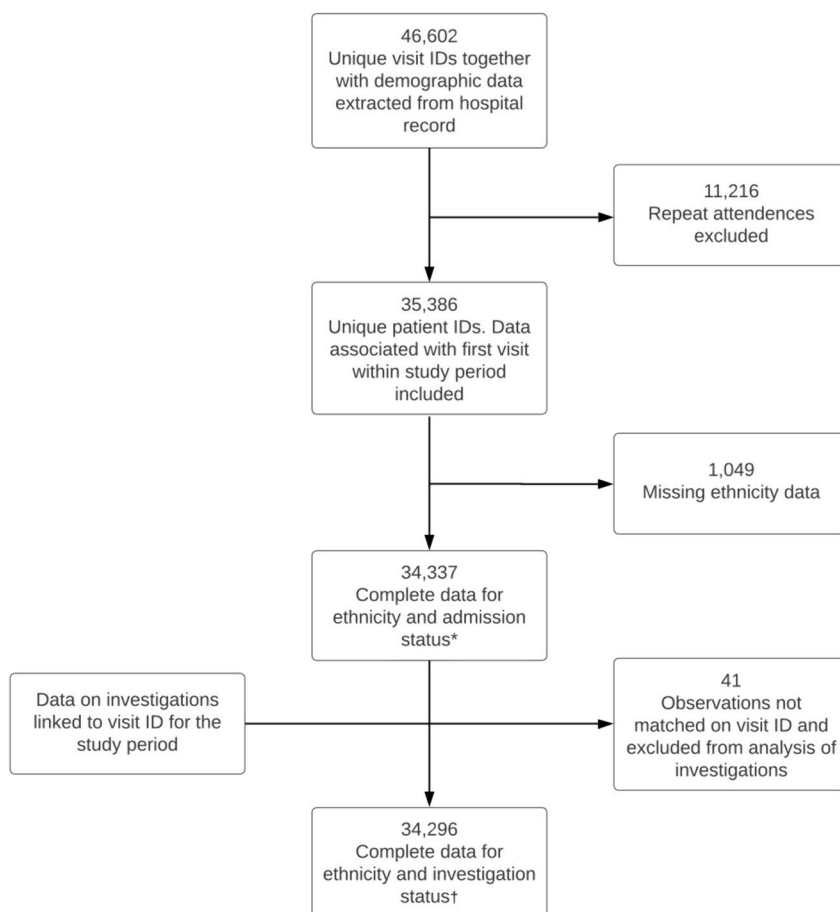 46,602
Unique visit IDs together
with demographic data
extracted from hospital
record
11,216
Repeat attendences
excluded
35,386
Unique patient IDs. Data
associated with first visit
within study period
included
1,049
Missing ethnicity data
34,337
Complete data for
ethnicity and admission
status*
Data on investigations
linked to visit ID for the
study period
41
Observations not
matched on visit ID and
excluded from analysis of
investigations
34,296
Complete data for
ethnicity and investigation
status†